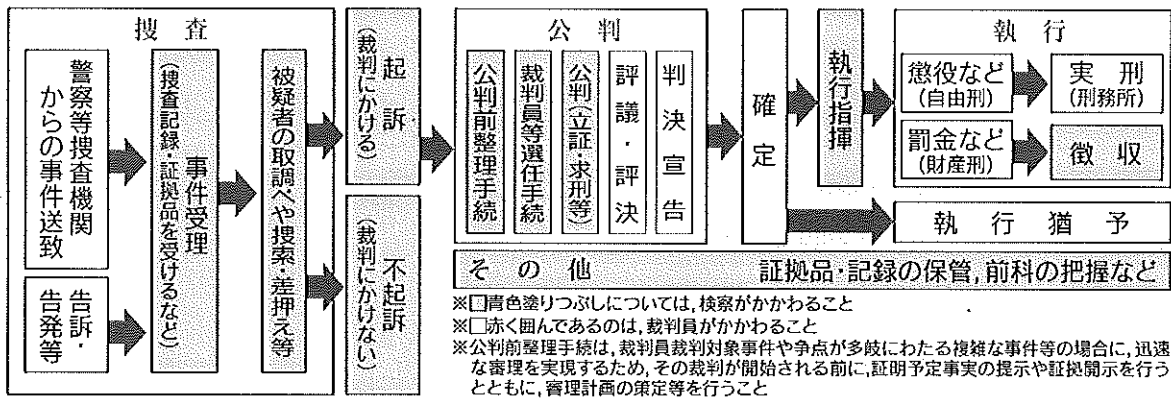 捜査
警察等捜査機関
からの事件送致
告訴・
告発等
事件受理
(捜査記録・証拠品を受けるなど)
被疑者の取調べや捜索・差押え等
起訴
(裁判にかける)
不起訴
(裁判にかけない)
公判
公判前整理手続
裁判員等選任手続
公判(立証・求刑等)
評議・評決
判決宣告
確定
執行指揮
執行
懲役など
(自由刑)
実刑
(刑務所)
罰金など
(財産刑)
徴収
執行猶予
その他 証拠品・記録の保管,前科の把握など
※□青色塗りつぶしについては,検察がかかわること
※□赤く囲んであるのは,裁判員がかかわること
※公判前整理手続は,裁判員裁判対象事件や争点が多岐にわたる複雑な事件等の場合に,迅速
な審理を実現するため,その裁判が開始される前に,証明予定事実の提示や証拠開示を行う
とともに,審理計画の策定等を行うこと